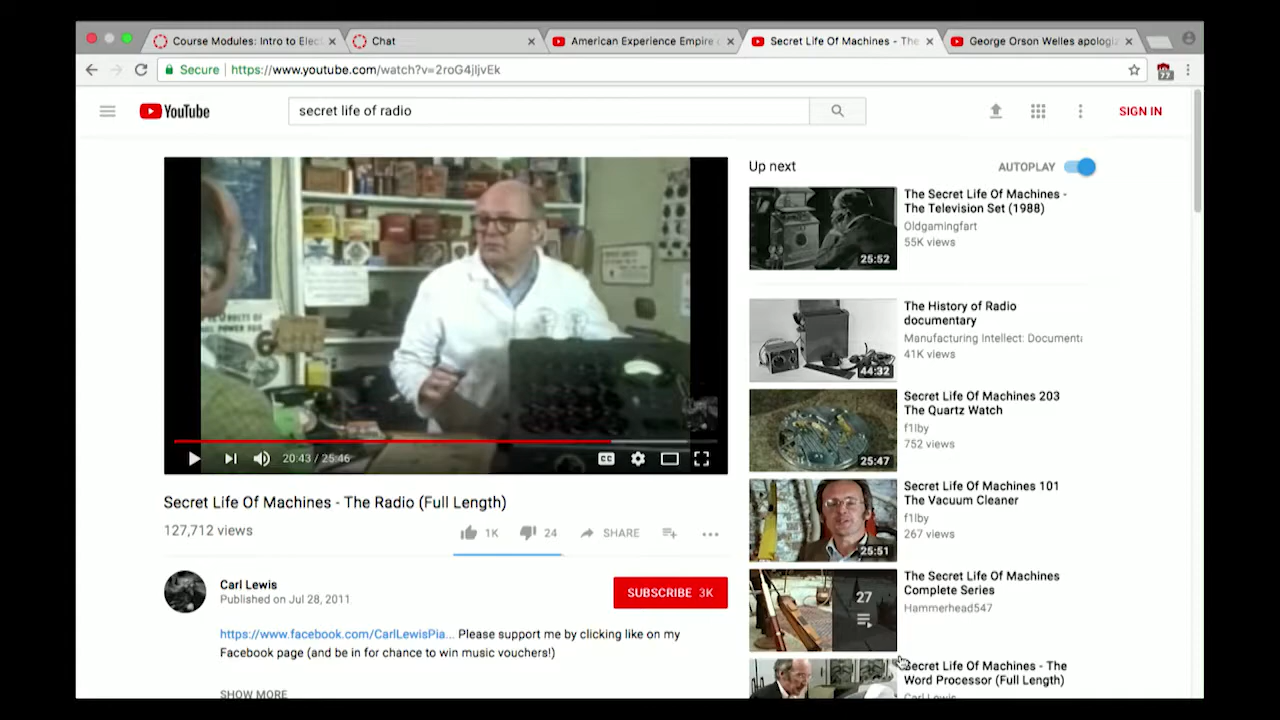 Course Modules: Intro to Elect
Chat
American Experience Empire
Secret Life Of Machines - The
George Orson Welles apologiz
Secure
https://www.youtube.com/watch?v=2roG4jIjvEk
77
YouTube
secret life of radio
SIGN IN
20:43 / 25:46
CC
Secret Life Of Machines - The Radio (Full Length)
127,712 views
1K
24
SHARE
Carl Lewis
Published on Jul 28, 2011
SUBSCRIBE 3K
https://www.facebook.com/CarlLewisPia... Please support me by clicking like on my
Facebook page (and be in for chance to win music vouchers!)
SHOW MORE
Up next
AUTOPLAY
The Secret Life Of Machines -
The Television Set (1988)
Oldgamingfart
55K views
25:52
The History of Radio
documentary
Manufacturing Intellect: Documenta
41K views
44:32
Secret Life Of Machines 203
The Quartz Watch
f1lby
752 views
25:47
Secret Life Of Machines 101
The Vacuum Cleaner
f1lby
267 views
25:51
The Secret Life Of Machines
Complete Series
Hammerhead547
27
Secret Life Of Machines - The
Word Processor (Full Length)
Carl Lewis